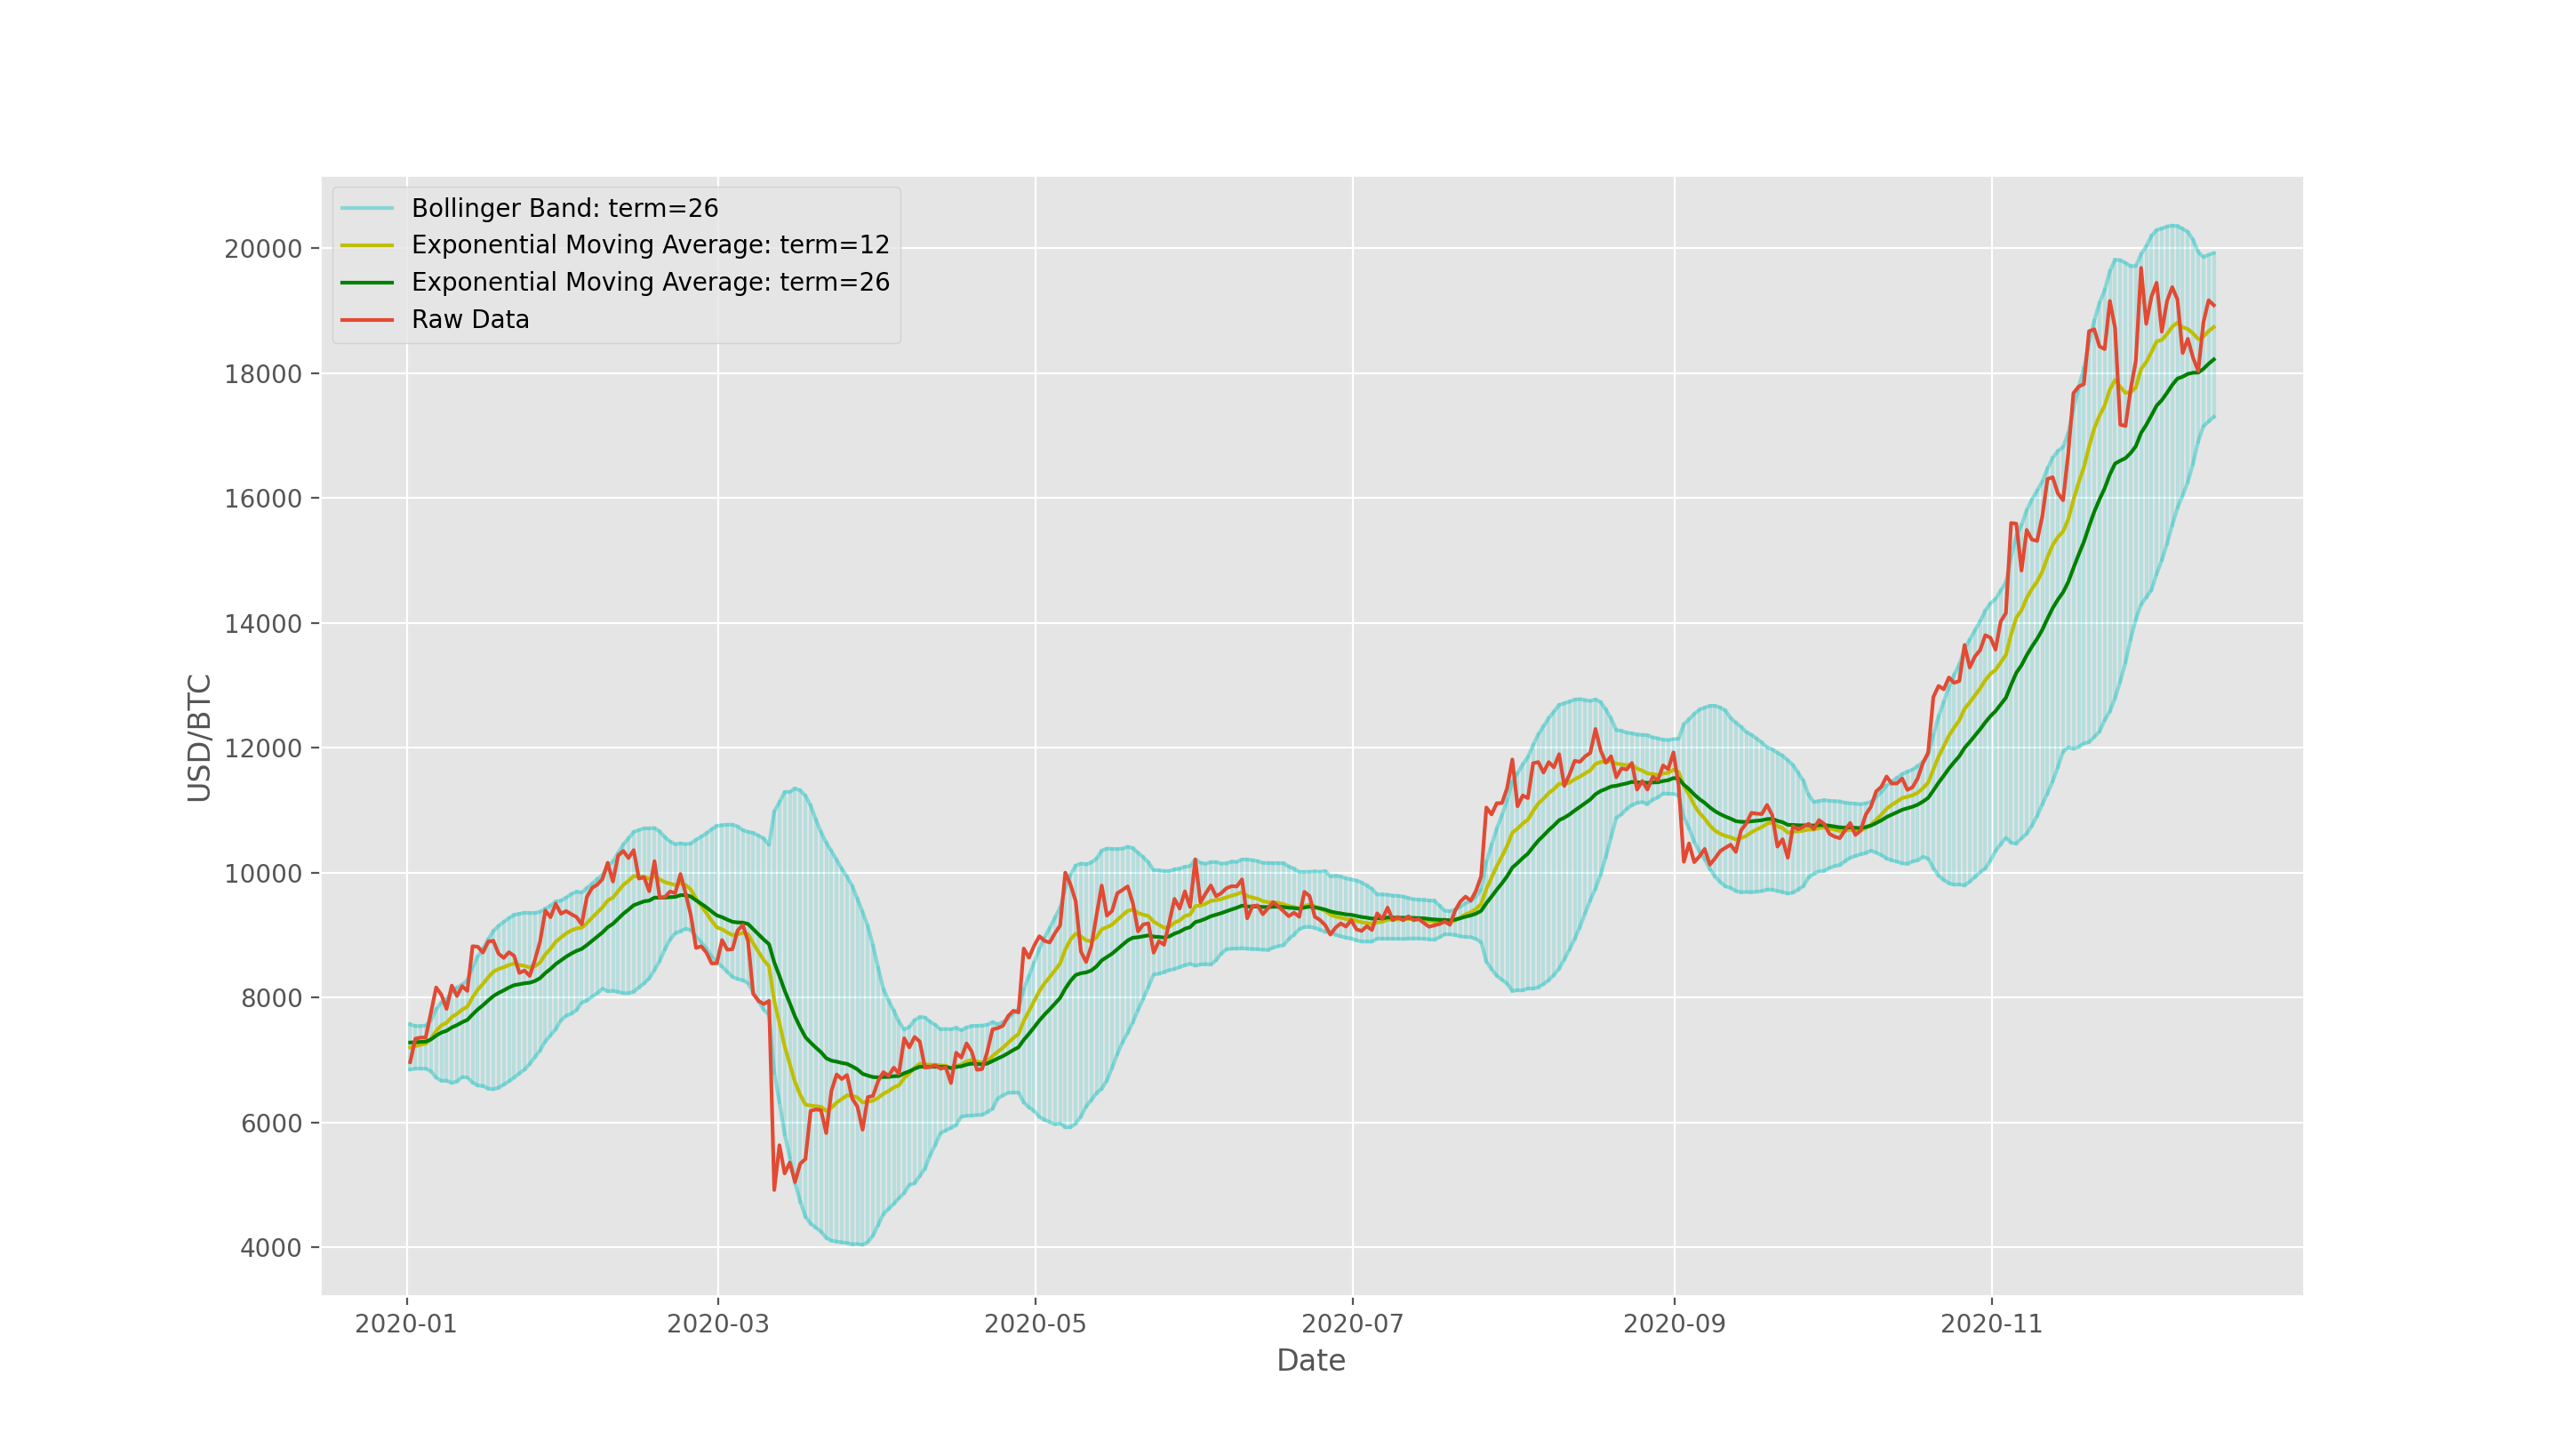 Bollinger Band: term=26
Exponential Moving Average: term=12
Exponential Moving Average: term=26
Raw Data
20000
18000
16000
14000
12000
10000
8000
6000
4000
USD/BTC
2020-01 2020-03 2020-05 2020-07 2020-09 2020-11
Date